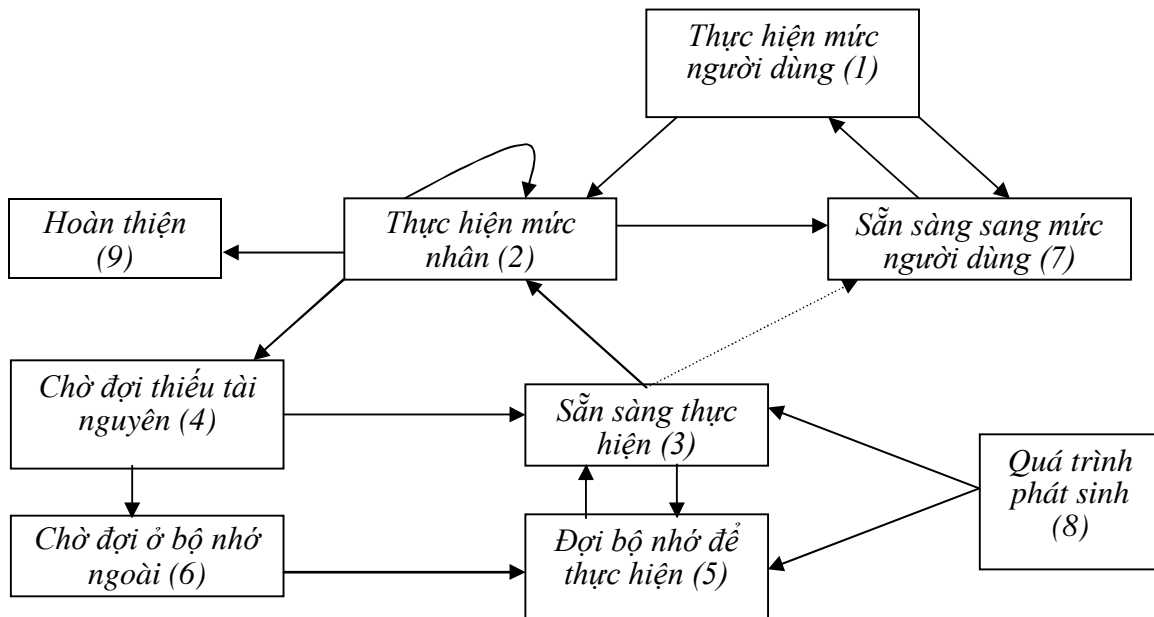 Thực hiện mức
người dùng (1)
Hoàn thiện
(9)
Thực hiện mức
nhân (2)
Sẵn sàng sang mức
người dùng (7)
Chờ đợi thiếu tài
nguyên (4)
Sẵn sàng thực
hiện (3)
Quá trình
phát sinh
(8)
Chờ đợi ở bộ nhớ
ngoài (6)
Đợi bộ nhớ để
thực hiện (5)